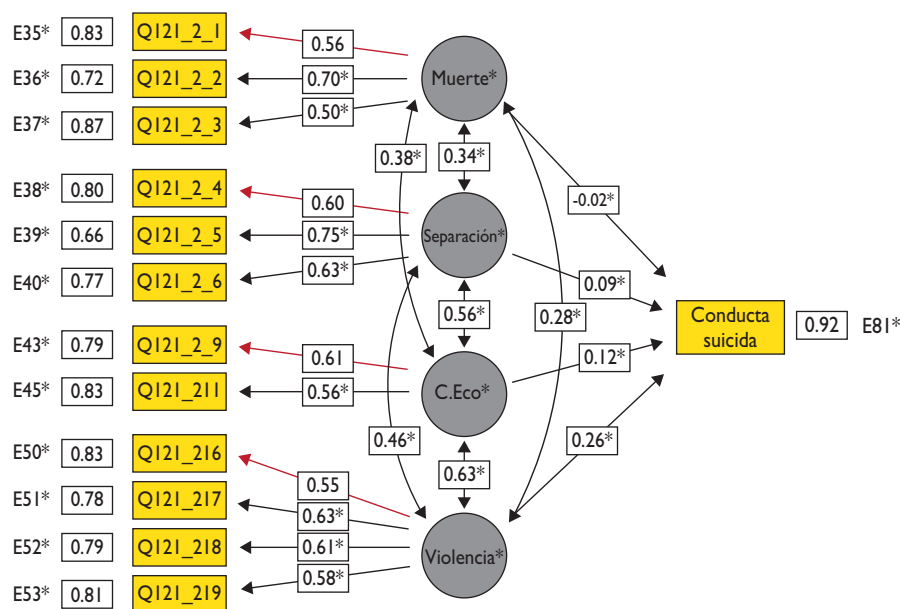 E35* 0.83 Q121_2_1 0.56
E36* 0.72 Q121_2_2 0.70* Muerte*
E37* 0.87 Q121_2_3 0.50*
0.38* 0.34*
E38* 0.80 Q121_2_4 0.60 -0.02*
E39* 0.66 Q121_2_5 0.75* Separación*
E40* 0.77 Q121_2_6 0.63* 0.09*
0.56* 0.28* Conducta
suicida 0.92 E81*
E43* 0.79 Q121_2_9 0.61 0.12*
E45* 0.83 Q121_211 0.56* C.Eco*
0.46* 0.26*
E50* 0.83 Q121_216 0.55 0.63*
E51* 0.78 Q121_217 0.63*
E52* 0.79 Q121_218 0.61* Violencia*
E53* 0.81 Q121_219 0.58*